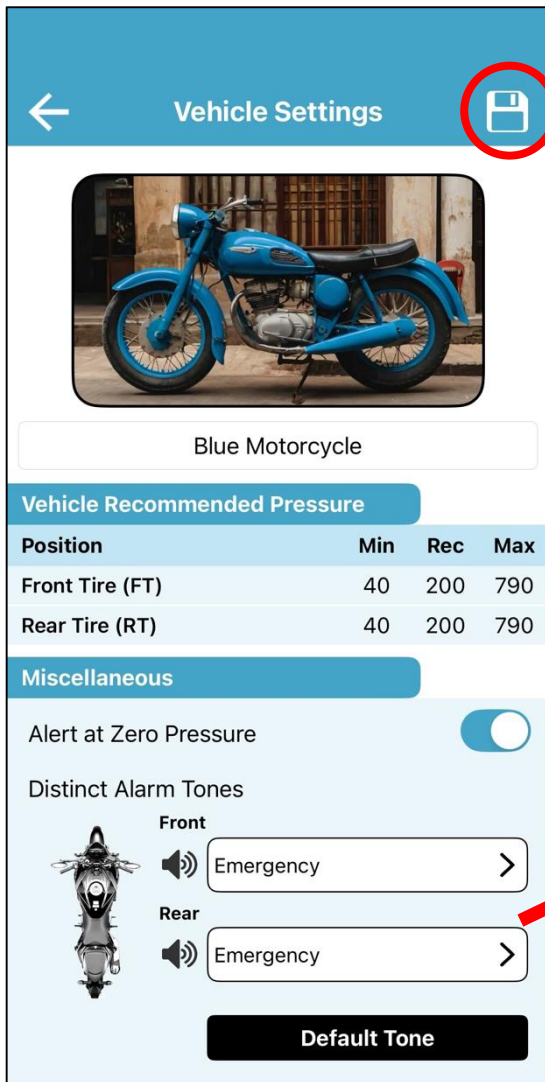 Vehicle Settings
Blue Motorcycle
Vehicle Recommended Pressure
Position Min Rec Max
Front Tire (FT) 40 200 790
Rear Tire (RT) 40 200 790
Miscellaneous
Alert at Zero Pressure
Distinct Alarm Tones
Front
Emergency
Rear
Emergency
Default Tone